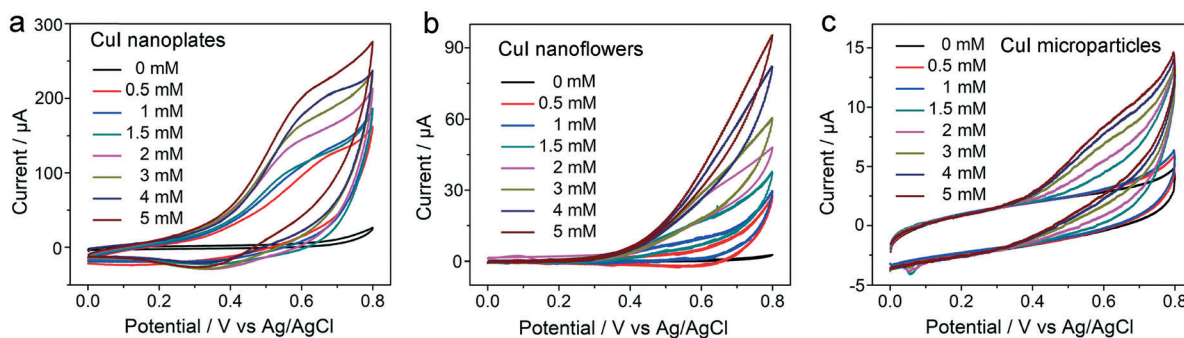 a
CuI nanoplates
0 mM
0.5 mM
1 mM
1.5 mM
2 mM
3 mM
4 mM
5 mM
300
200
100
0
0.0
0.2
0.4
0.6
0.8
Current / µA
Potential / V vs Ag/AgCl
b
CuI nanoflowers
0 mM
0.5 mM
1 mM
1.5 mM
2 mM
3 mM
4 mM
5 mM
90
60
30
0
0.0
0.2
0.4
0.6
0.8
Current / µA
Potential / V vs Ag/AgCl
c
CuI microparticles
0 mM
0.5 mM
1 mM
1.5 mM
2 mM
3 mM
4 mM
5 mM
15
10
5
0
-5
0.0
0.2
0.4
0.6
0.8
Current / µA
Potential / V vs Ag/AgCl